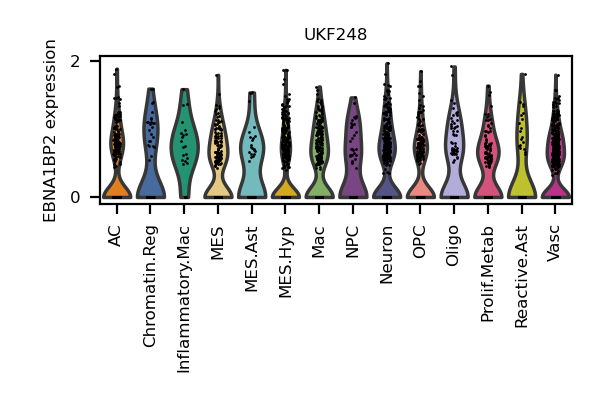 UKF248
EBNA1BP2 expression
2
0
AC
Chromatin.Reg
Inflammatory.Mac
MES
MES.Ast
MES.Hyp
Mac
NPC
Neuron
OPC
Oligo
Prolif.Metab
Reactive.Ast
Vasc